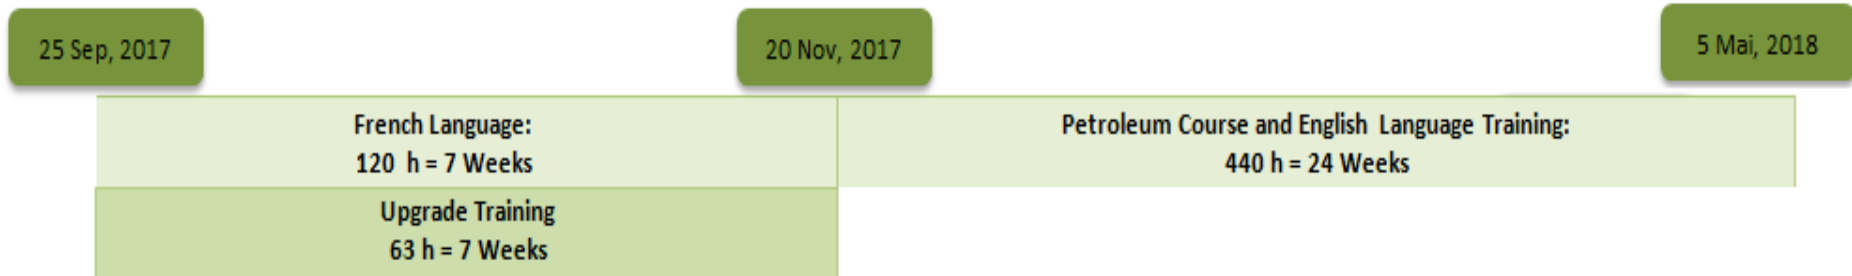 25 Sep, 2017
20 Nov, 2017
5 Mai, 2018
French Language:
120 h = 7 Weeks
Petroleum Course and English Language Training:
440 h = 24 Weeks
Upgrade Training
63 h = 7 Weeks